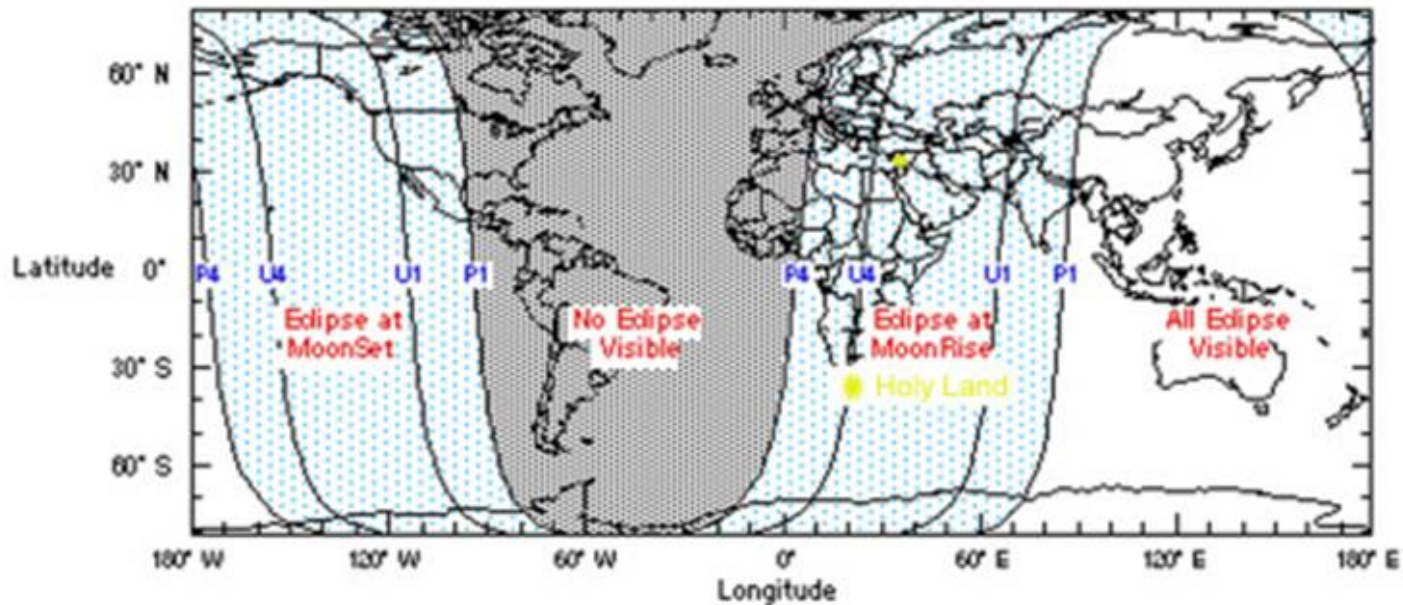 60° N
30° N
Latitude 0°
P4 U4 U1 P1 P4 U4 U1 P1
Eclipse at
MoonSet
No Eclipse
Visible
Eclipse at
MoonRise
All Eclipse
Visible
30° S
Holy Land
60° S
180° W 120° W 60° W 0° 60° E 120° E 180° E
Longitude